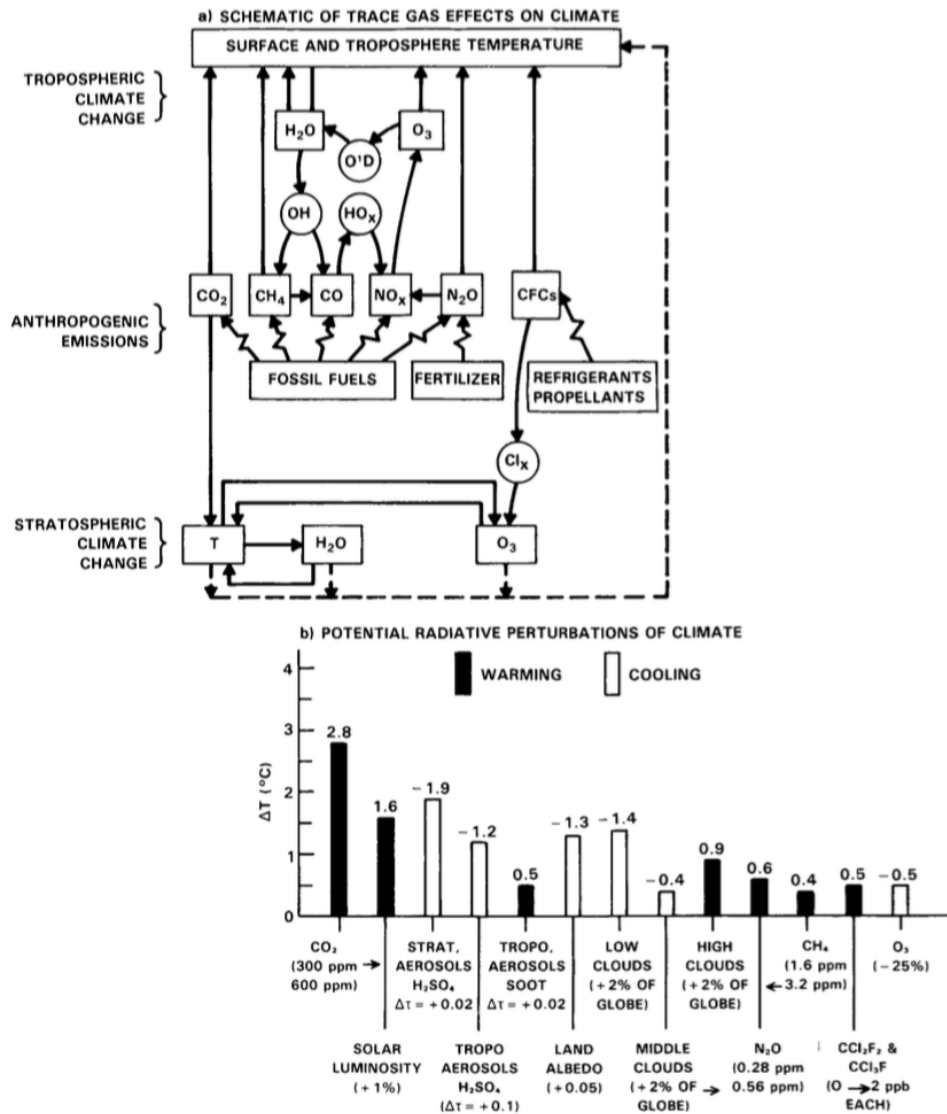 a) SCHEMATIC OF TRACE GAS EFFECTS ON CLIMATE
SURFACE AND TROPOSPHERE TEMPERATURE
TROPOSPHERIC
CLIMATE
CHANGE
H₂O
O₃
O¹D
OH
HOₓ
CO₂
CH₄
CO
NOₓ
N₂O
CFCs
ANTHROPOGENIC
EMISSIONS
FOSSIL FUELS
FERTILIZER
REFRIGERANTS
PROPELLANTS
Clₓ
STRATOSPHERIC
CLIMATE
CHANGE
T
H₂O
O₃
b) POTENTIAL RADIATIVE PERTURBATIONS OF CLIMATE
WARMING
COOLING
ΔT (°C)
4
3
2
1
0
2.8
1.6
−1.9
−1.2
0.5
−1.3
−1.4
−0.4
0.9
0.6
0.4
0.5
−0.5
CO₂
(300 ppm →
600 ppm)
SOLAR
LUMINOSITY
(+1%)
STRAT,
AEROSOLS
H₂SO₄
Δτ = +0.02
TROPO
AEROSOLS
H₂SO₄
(Δτ = +0.1)
TROPO,
AEROSOLS
SOOT
Δτ = +0.02
LAND
ALBEDO
(+0.05)
LOW
CLOUDS
(+2% OF
GLOBE)
MIDDLE
CLOUDS
(+2% OF
GLOBE)
HIGH
CLOUDS
(+2% OF
GLOBE)
N₂O
(0.28 ppm
→ 0.56 ppm)
CH₄
(1.6 ppm
← 3.2 ppm)
CCl₂F₂ &
CCl₃F
(O → 2 ppb
EACH)
O₃
(−25%)